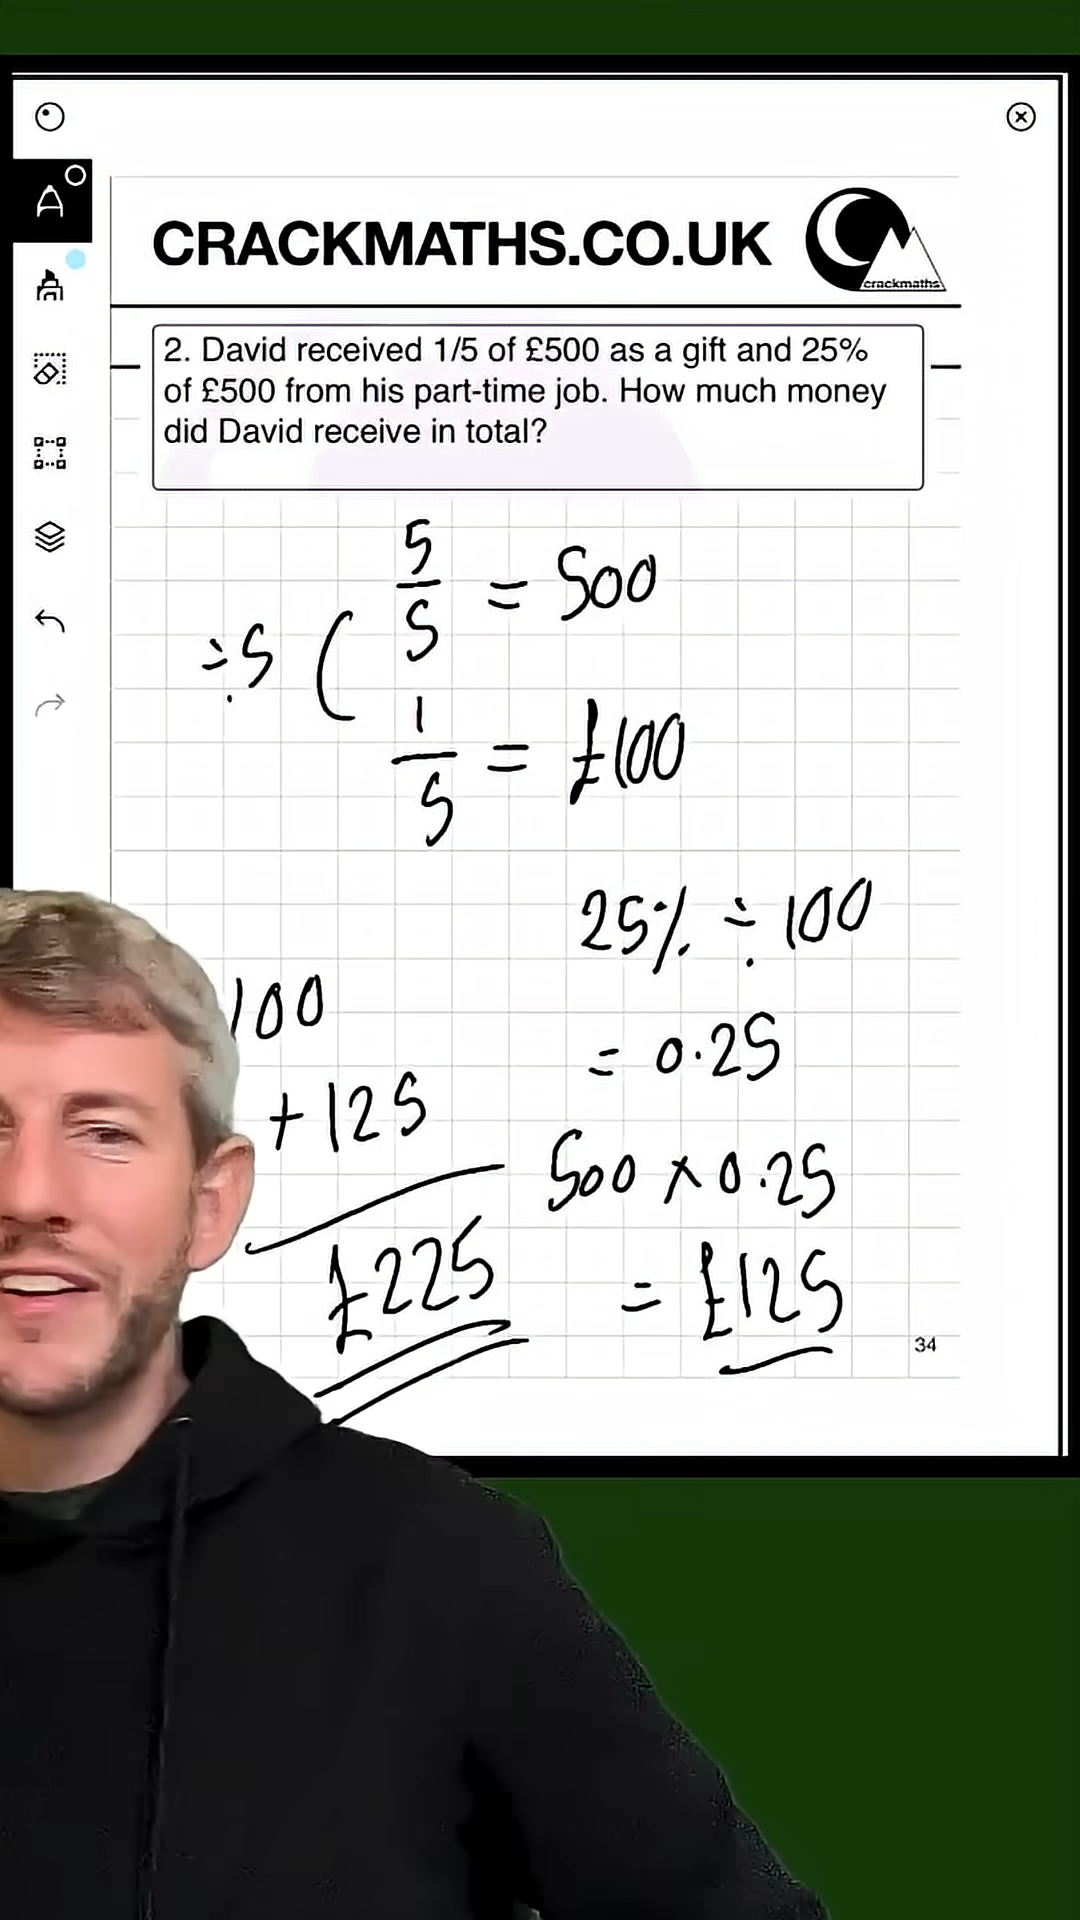 CRACKMATHS.CO.UK
crackmaths
2. David received 1/5 of £500 as a gift and 25%
of £500 from his part-time job. How much money
did David receive in total?
5/5 = 500
÷5 (
1/5 = £100
25% ÷ 100
= 0.25
500 × 0.25
= £125
100
+125
£225
34